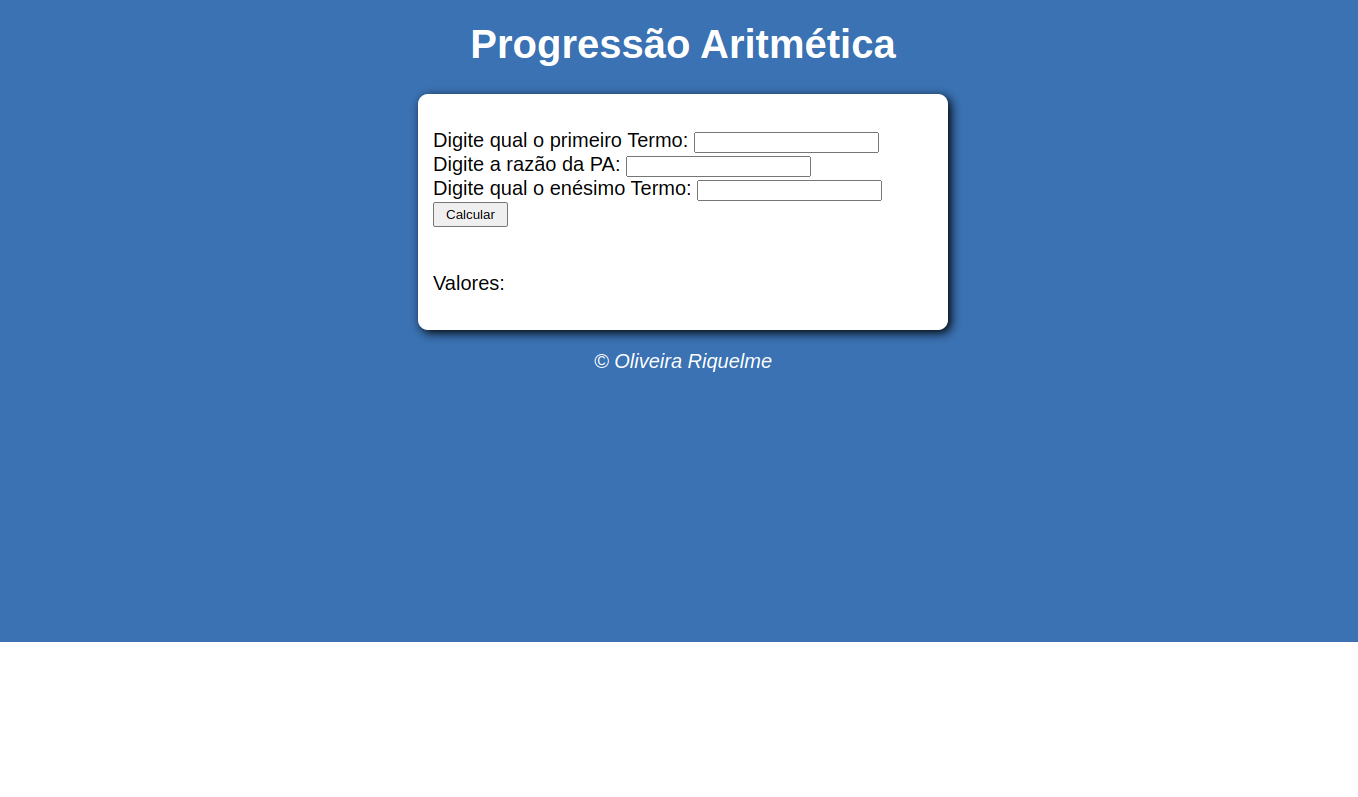 Progressão Aritmética
Digite qual o primeiro Termo:
Digite a razão da PA:
Digite qual o enésimo Termo:
Calcular
Valores:
© Oliveira Riquelme